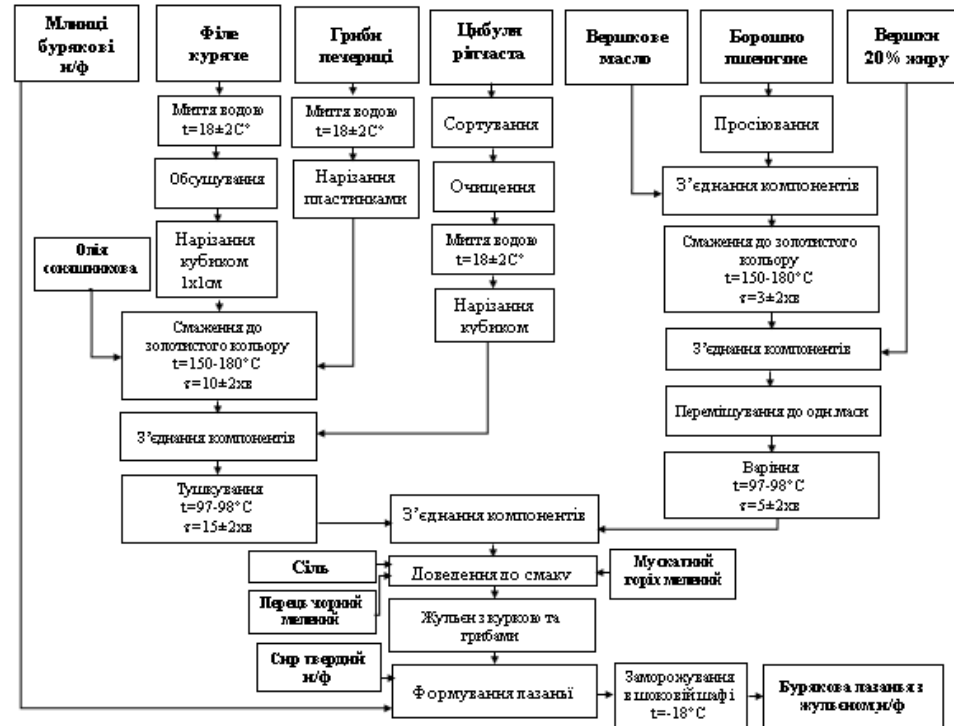 Млинці
бурякові
н/ф
Філе
куряче
Гриби
печериці
Цибуля
ріпчаста
Вершкове
масло
Борошно
пшеничне
Вершки
20% жиру
Миття водою
t=18±2С°
Миття водою
t=18±2С°
Сортування
Просіювання
Обсушування
Нарізання
пластинками
Очищення
З’єднання компонентів
Олія
соняшникова
Нарізання
кубиком
1х1см
Миття водою
t=18±2С°
Смаження до золотистого
кольору
t=150-180°С
τ=3±2хв
Смаження до
золотистого кольору
t=150-180°С
τ=10±2хв
Нарізання
кубиком
З’єднання компонентів
Перемішування до одн.маси
З’єднання компонентів
Варіння
t=97-98°С
τ=5±2хв
Тушкування
t=97-98°С
τ=15±2хв
З’єднання компонентів
Сіль
Доведення до смаку
Мускатний
горіх мелений
Перець чорний
мелений
Жульєн з куркою та
грибами
Сир твердий
н/ф
Формування лазаньї
Заморожування
в шоковій шафі
t=-18°С
Бурякова лазанья з
жульєном,н/ф